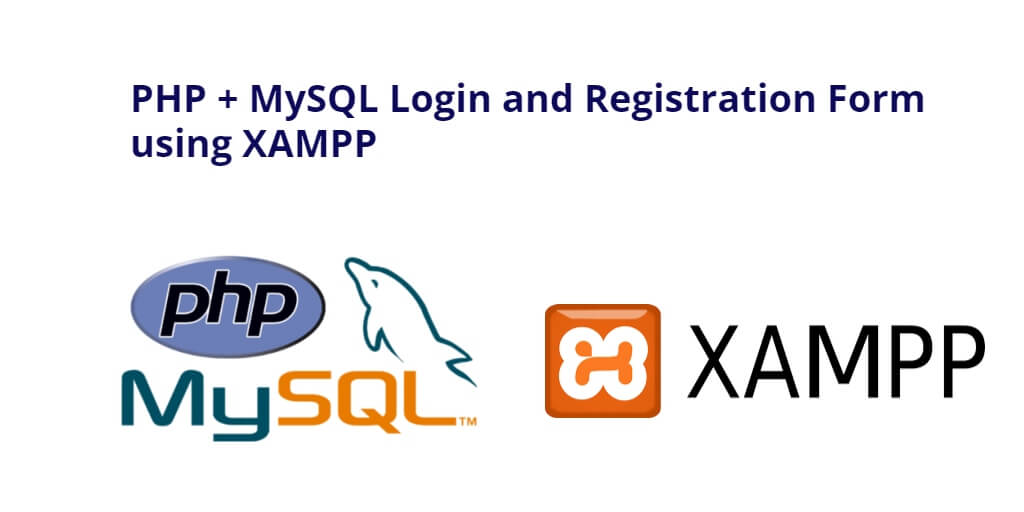 PHP + MySQL Login and Registration Form
using XAMPP
php
MySQL™
XAMPP